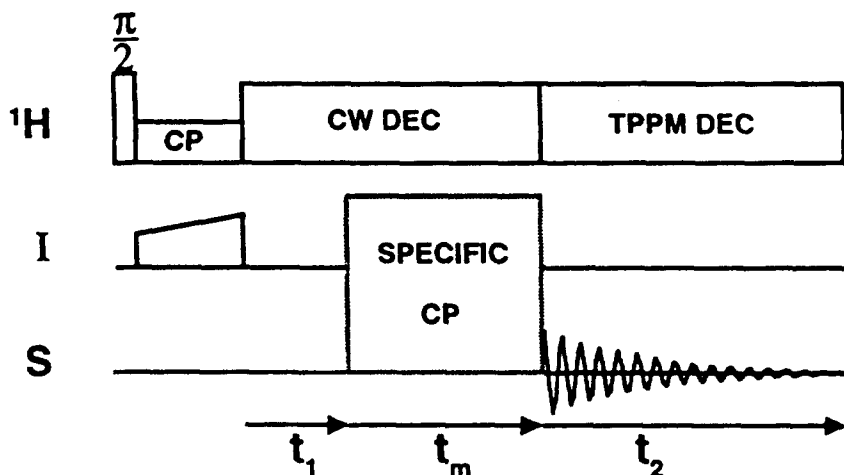 π
2
¹H
CP
CW DEC
TPPM DEC
I
SPECIFIC
CP
S
t₁
tₘ
t₂